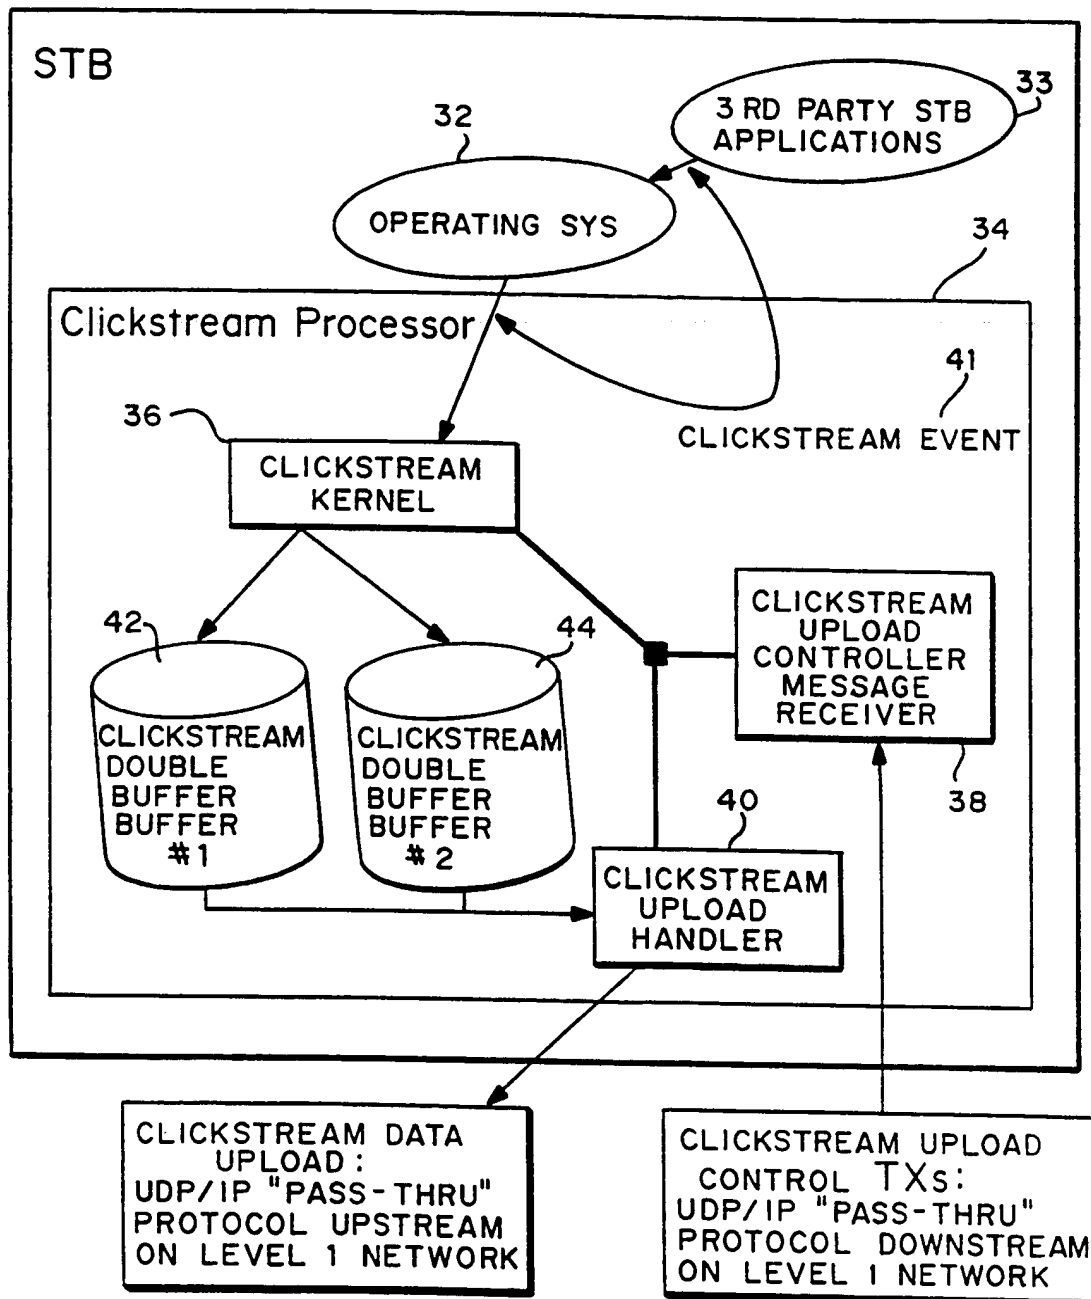 STB
33
3 RD PARTY STB
APPLICATIONS
32
OPERATING SYS
34
Clickstream Processor
41
CLICKSTREAM EVENT
36
CLICKSTREAM
KERNEL
42
CLICKSTREAM
DOUBLE
BUFFER
BUFFER
#1
44
CLICKSTREAM
DOUBLE
BUFFER
BUFFER
#2
CLICKSTREAM
UPLOAD
CONTROLLER
MESSAGE
RECEIVER
38
40
CLICKSTREAM
UPLOAD
HANDLER
CLICKSTREAM DATA
UPLOAD:
UDP/IP "PASS-THRU"
PROTOCOL UPSTREAM
ON LEVEL 1 NETWORK
CLICKSTREAM UPLOAD
CONTROL TXs:
UDP/IP "PASS-THRU"
PROTOCOL DOWNSTREAM
ON LEVEL 1 NETWORK